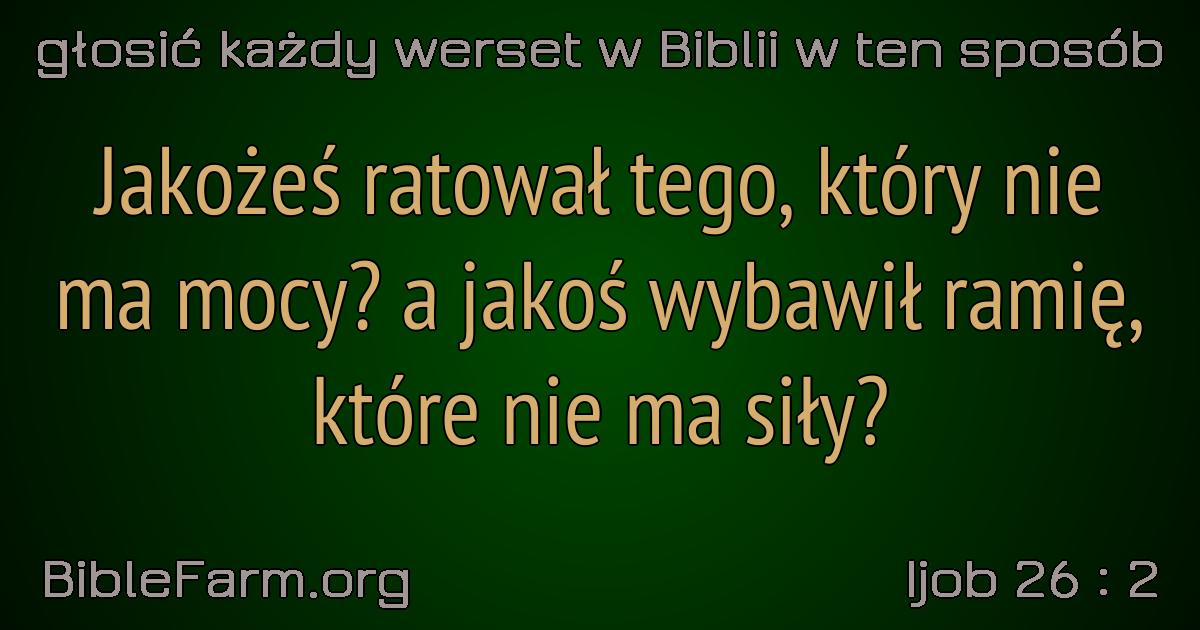 głosić każdy werset w Biblii w ten sposób
Jakożeś ratował tego, który nie
ma mocy? a jakoś wybawił ramię,
które nie ma siły?
BibleFarm.org
Ijob 26 : 2